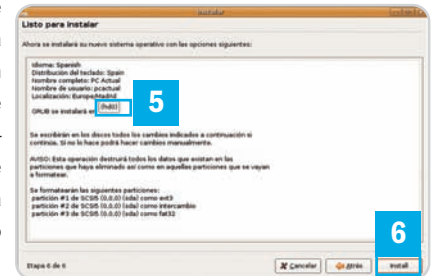 Instalar
Listo para instalar
Ahora se instalará su nuevo sistema operativo con las opciones siguientes:
Idioma: Spanish
Distribución del teclado: Spain
Nombre completo: PC Actual
Nombre de usuario: pcactual
Localización: Europe/Madrid
GRUB se instalará en (hd0)
5
Se escribirán en los discos todos los cambios indicados a continuación si
continúa. Si no lo hace podrá hacer cambios manualmente.
AVISO: Esta operación destruirá todos los datos que existan en las
particiones que haya eliminado así como en aquellas particiones que se vayan
a formatear.
Se formatearán las siguientes particiones:
partición #1 de SCSI5 (0,0,0) (sda) como ext3
partición #2 de SCSI5 (0,0,0) (sda) como intercambio
partición #3 de SCSI5 (0,0,0) (sda) como fat32
6
Etapa 6 de 6
Cancelar
Atrás
Install